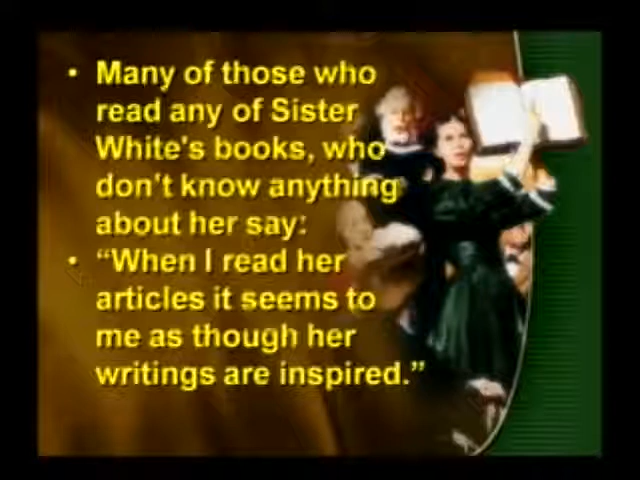 • Many of those who
read any of Sister
White's books, who
don't know anything
about her say:
• “When I read her
articles it seems to
me as though her
writings are inspired.”